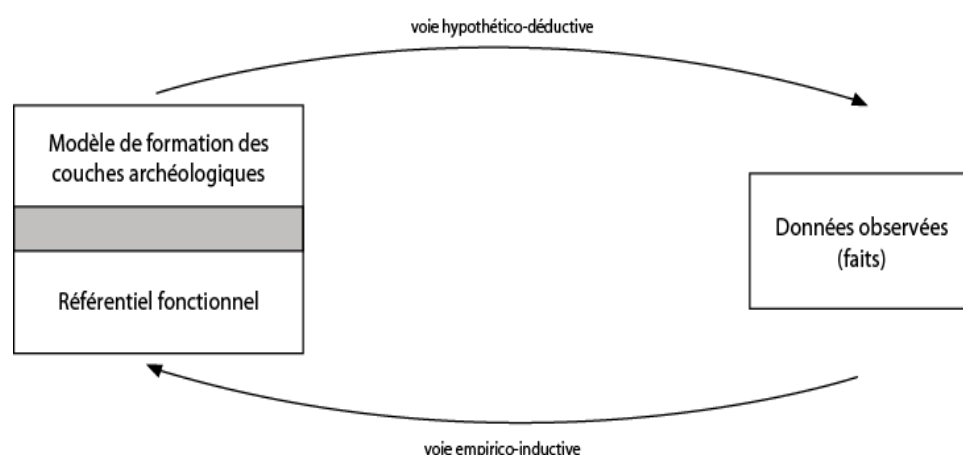 voie hypothético-déductive
Modèle de formation des
couches archéologiques
Référentiel fonctionnel
Données observées
(faits)
voie empirico-inductive